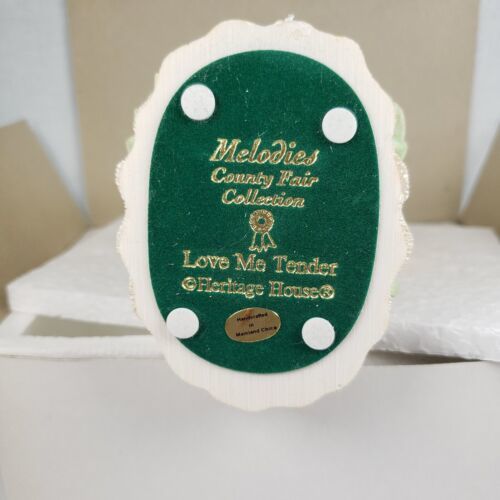 Melodies
County Fair
Collection
Love Me Tender
©Heritage House®
Handcrafted
in
Mainland China